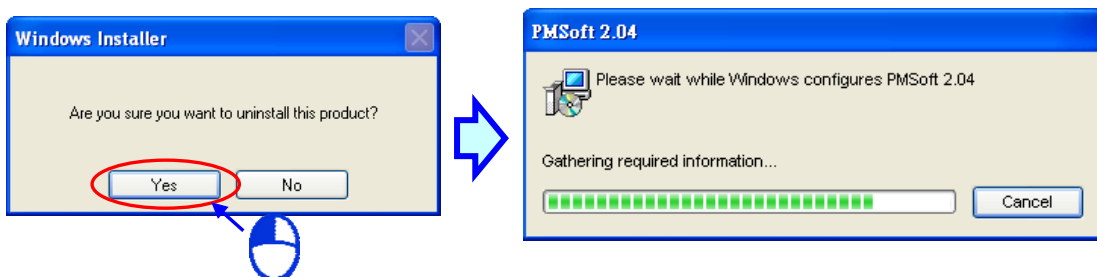 Windows Installer
Are you sure you want to uninstall this product?
Yes
No
PMSoft 2.04
Please wait while Windows configures PMSoft 2.04
Gathering required information...
Cancel